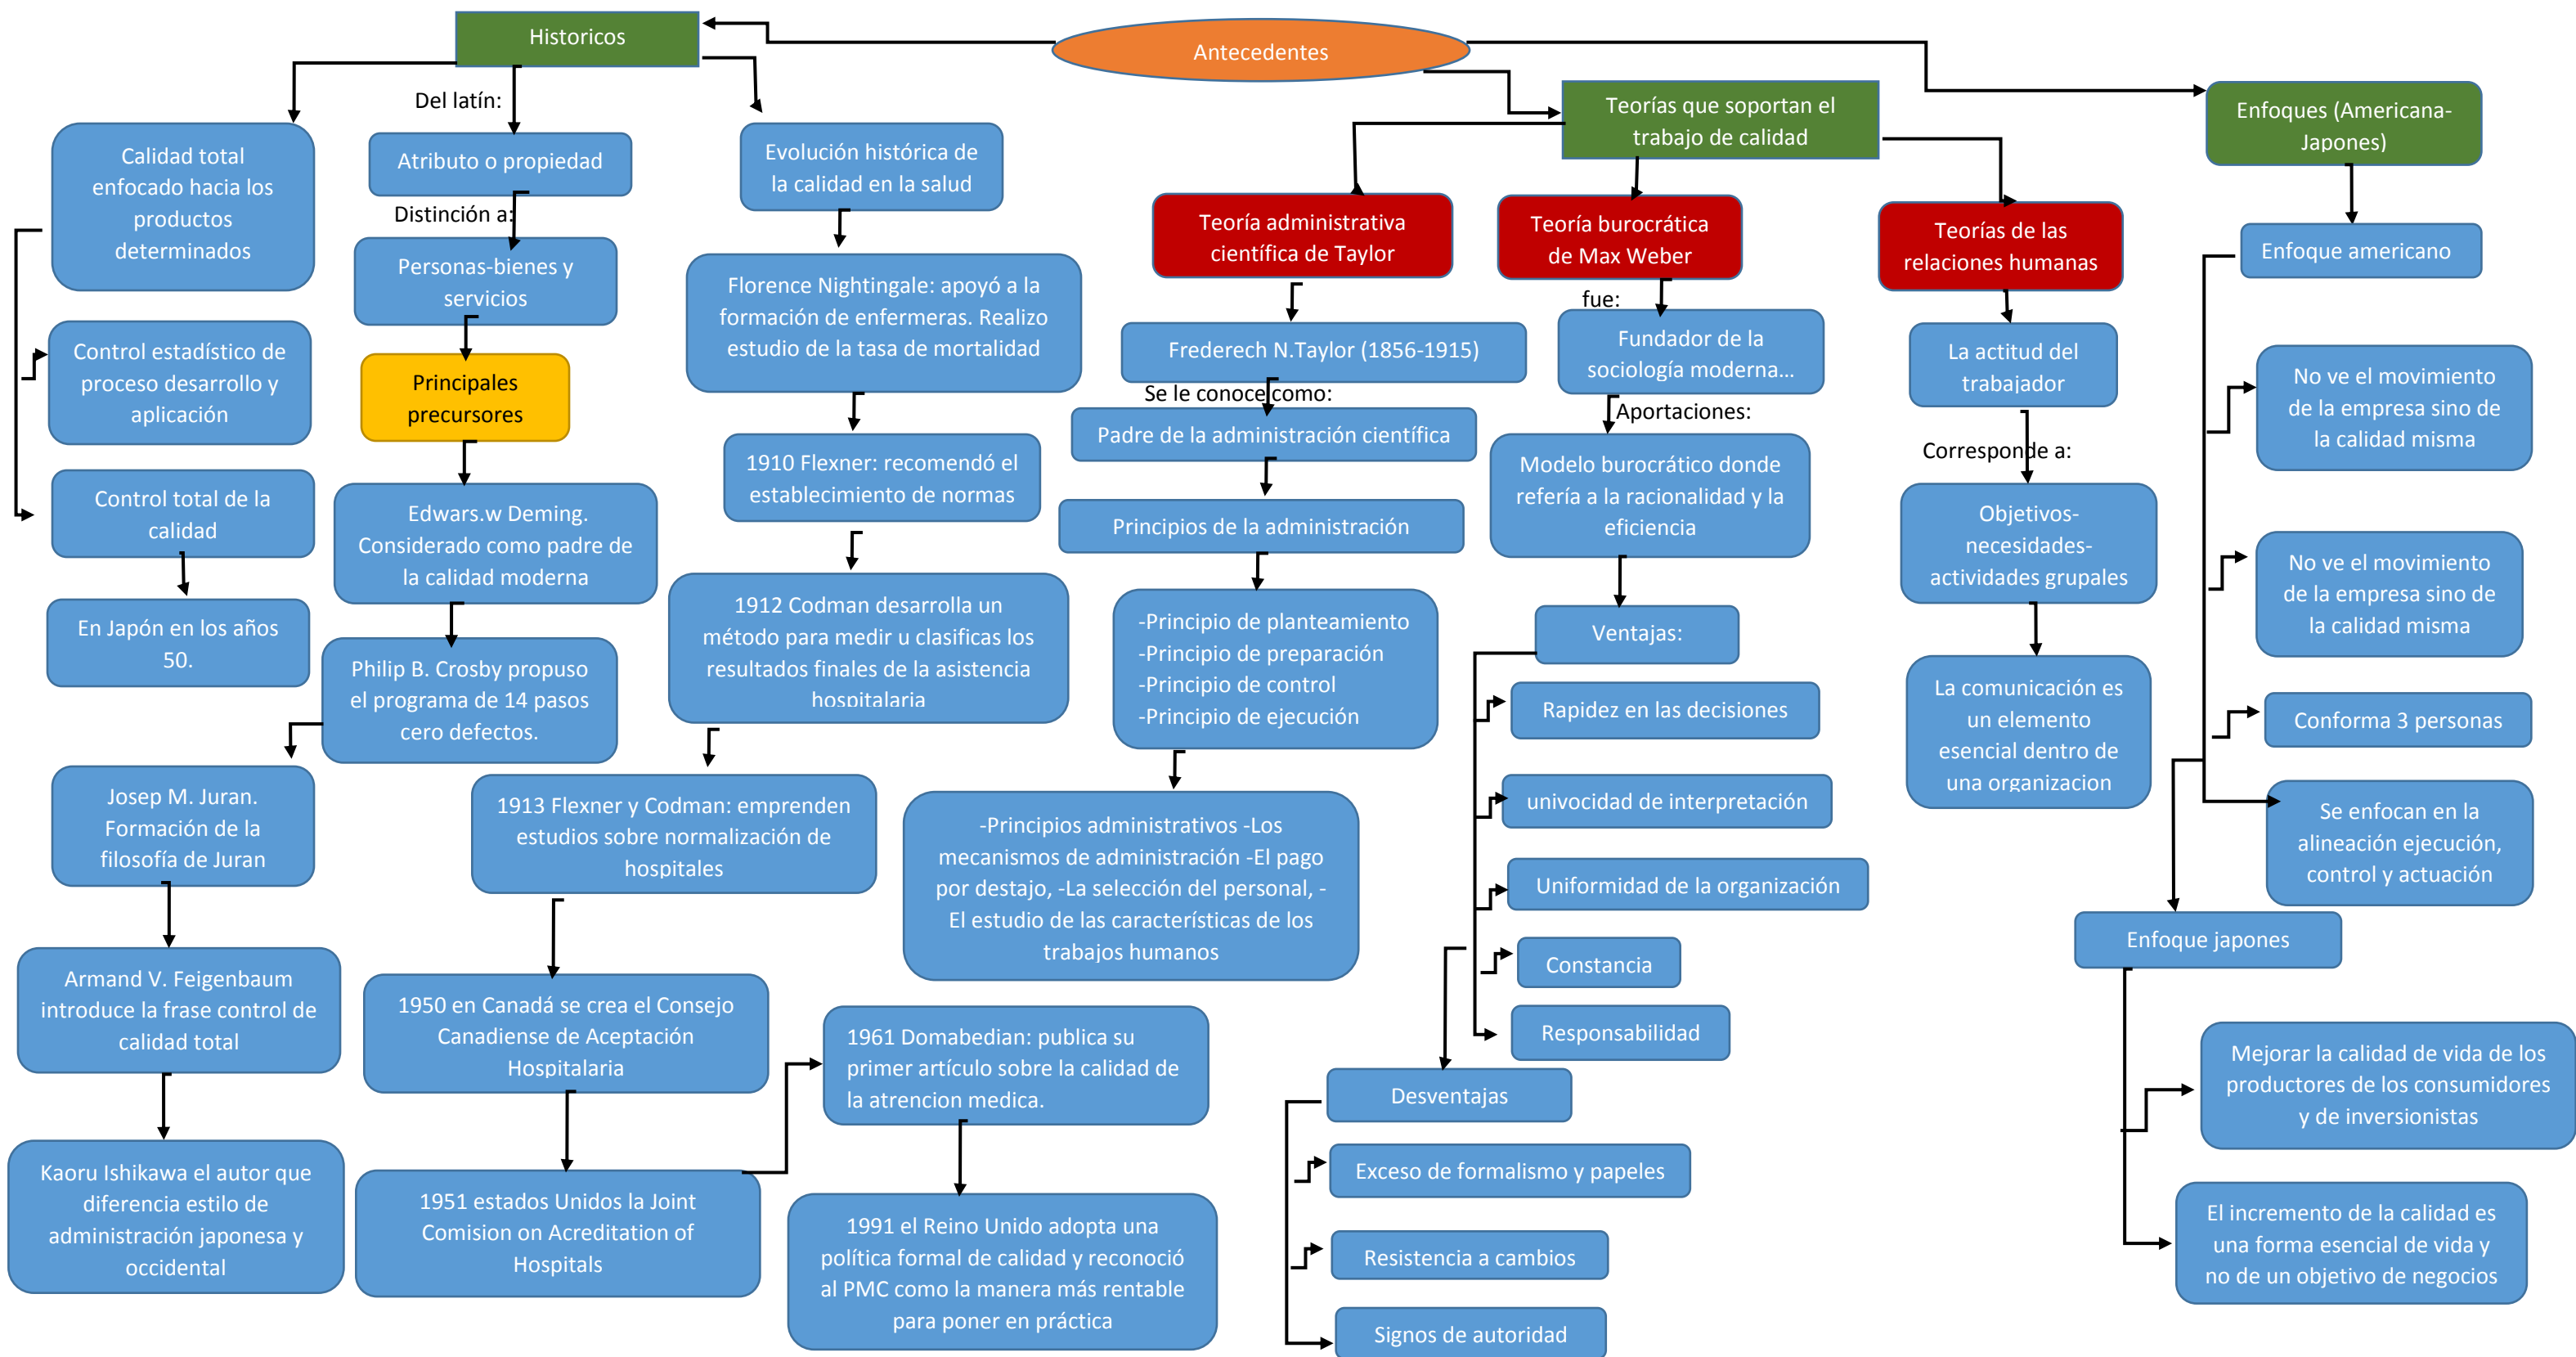 Antecedentes
Historicos
Calidad total
enfocado hacia los
productos
determinados
Control estadístico de
proceso desarrollo y
aplicación
Control total de la
calidad
En Japón en los años
50.
Del latín:
Atributo o propiedad
Distinción a:
Personas-bienes y
servicios
Principales
precursores
Edwars.w Deming.
Considerado como padre de
la calidad moderna
Philip B. Crosby propuso
el programa de 14 pasos
cero defectos.
Josep M. Juran.
Formación de la
filosofía de Juran
Armand V. Feigenbaum
introduce la frase control de
calidad total
Kaoru Ishikawa el autor que
diferencia estilo de
administración japonesa y
occidental
Evolución histórica de
la calidad en la salud
Florence Nightingale: apoyó a la
formación de enfermeras. Realizo
estudio de la tasa de mortalidad
1910 Flexner: recomendó el
establecimiento de normas
1912 Codman desarrolla un
método para medir u clasificas los
resultados finales de la asistencia
hospitalaria
1913 Flexner y Codman: emprenden
estudios sobre normalización de
hospitales
1950 en Canadá se crea el Consejo
Canadiense de Aceptación
Hospitalaria
1951 estados Unidos la Joint
Comision on Acreditation of
Hospitals
1961 Domabedian: publica su
primer artículo sobre la calidad de
la atrencion medica.
1991 el Reino Unido adopta una
política formal de calidad y reconoció
al PMC como la manera más rentable
para poner en práctica
Teorías que soportan el
trabajo de calidad
Teoría administrativa
científica de Taylor
Frederech N.Taylor (1856-1915)
Se le conoce como:
Padre de la administración científica
Principios de la administración
-Principio de planteamiento
-Principio de preparación
-Principio de control
-Principio de ejecución
-Principios administrativos -Los
mecanismos de administración -El pago
por destajo, -La selección del personal, -
El estudio de las características de los
trabajos humanos
Teoría burocrática
de Max Weber
fue:
Fundador de la
sociología moderna...
Aportaciones:
Modelo burocrático donde
refería a la racionalidad y la
eficiencia
Ventajas:
Rapidez en las decisiones
univocidad de interpretación
Uniformidad de la organización
Constancia
Responsabilidad
Desventajas
Exceso de formalismo y papeles
Resistencia a cambios
Signos de autoridad
Teorías de las
relaciones humanas
La actitud del
trabajador
Corresponde a:
Objetivos-
necesidades-
actividades grupales
La comunicación es
un elemento
esencial dentro de
una organizacion
Enfoques (Americana-
Japones)
Enfoque americano
No ve el movimiento
de la empresa sino de
la calidad misma
No ve el movimiento
de la empresa sino de
la calidad misma
Conforma 3 personas
Se enfocan en la
alineación ejecución,
control y actuación
Enfoque japones
Mejorar la calidad de vida de los
productores de los consumidores
y de inversionistas
El incremento de la calidad es
una forma esencial de vida y
no de un objetivo de negocios